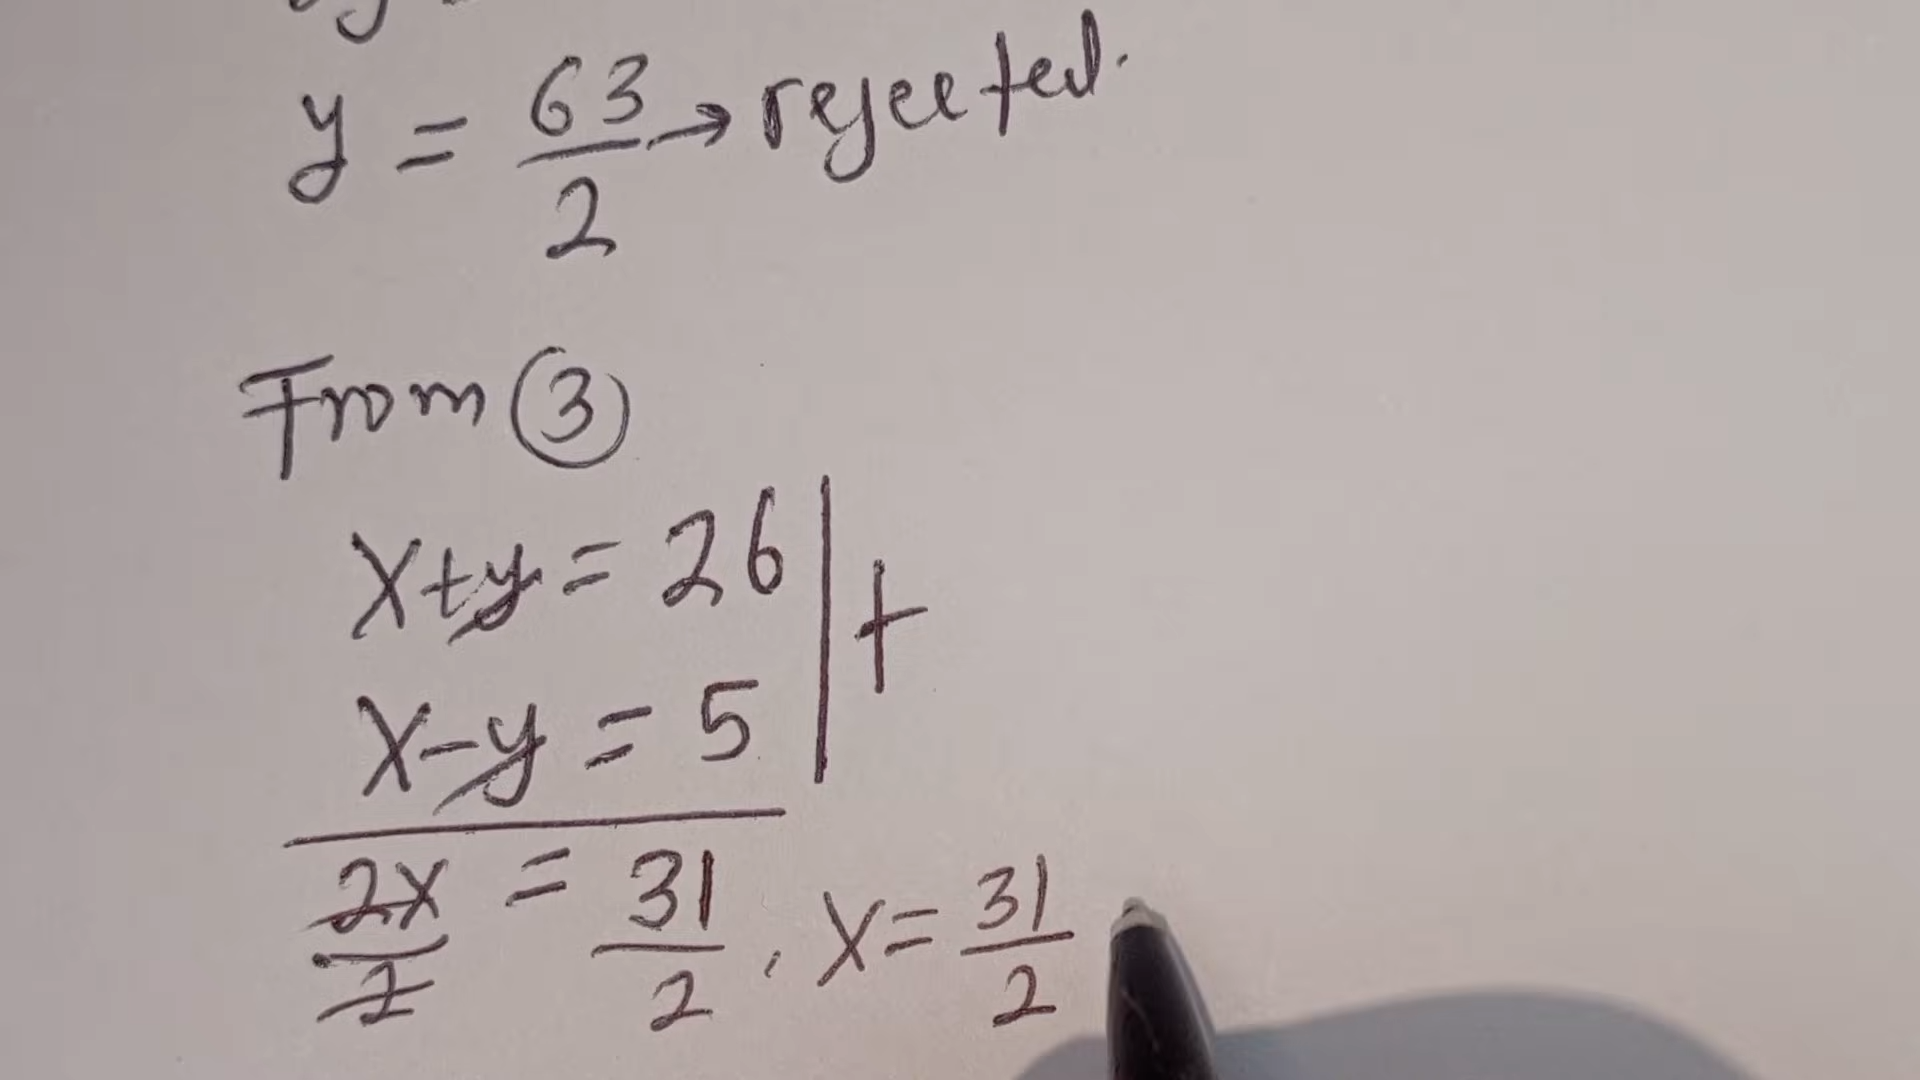 y = 63/2 → rejected.
From ③
x+y = 26 | +
x-y = 5
2x/2 = 31/2, x = 31/2